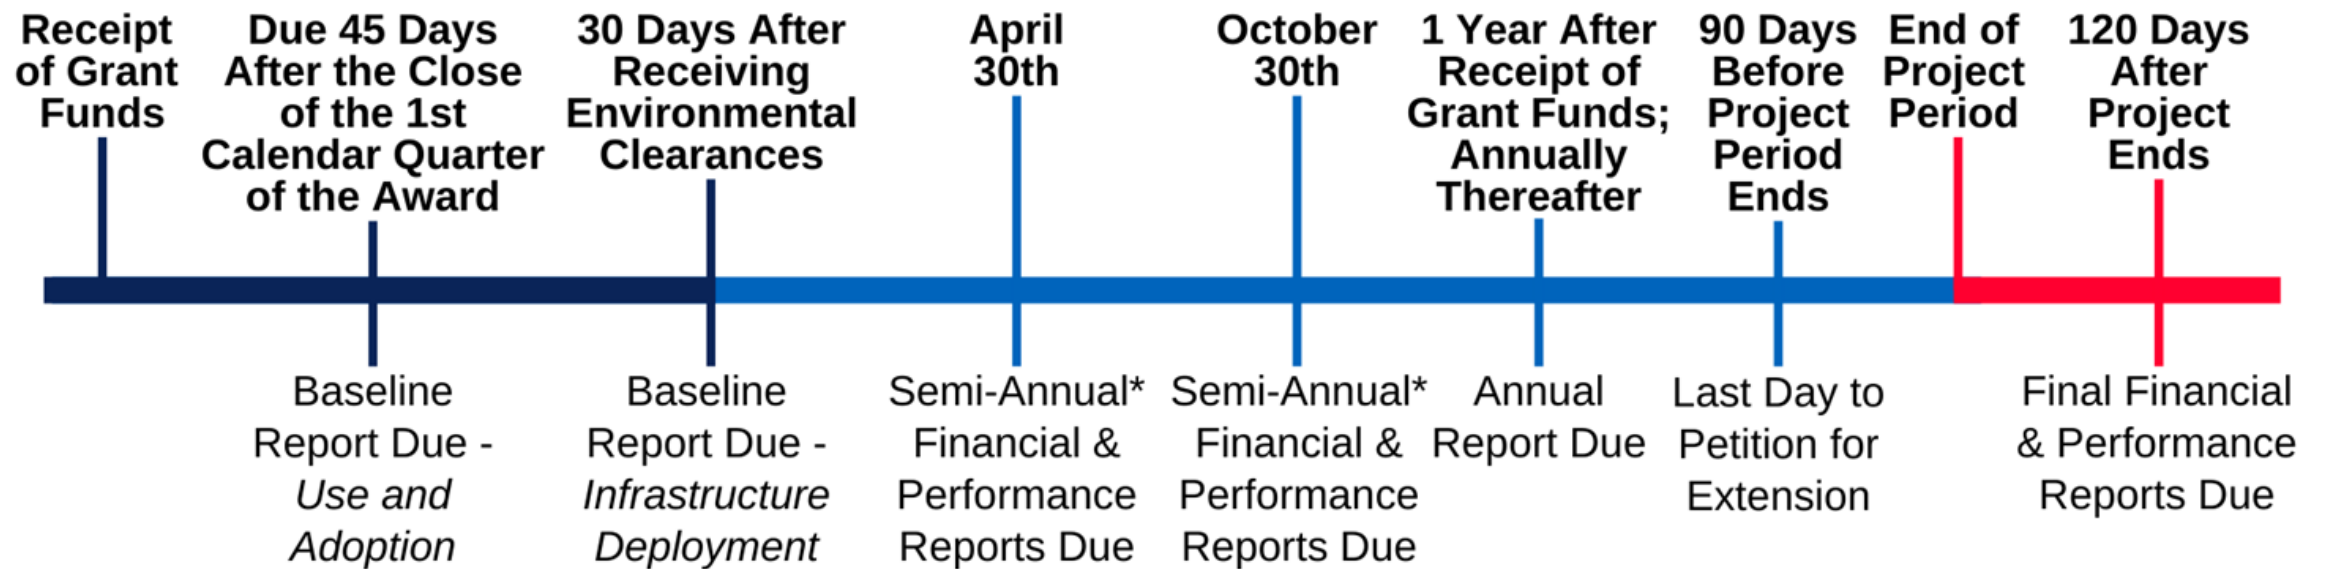 Receipt
of Grant
Funds
Due 45 Days
After the Close
of the 1st
Calendar Quarter
of the Award
30 Days After
Receiving
Environmental
Clearances
April
30th
October
30th
1 Year After
Receipt of
Grant Funds;
Annually
Thereafter
90 Days
Before
Project
Period
Ends
End of
Project
Period
120 Days
After
Project
Ends
Baseline
Report Due -
Use and
Adoption
Baseline
Report Due -
Infrastructure
Deployment
Semi-Annual*
Financial &
Performance
Reports Due
Semi-Annual*
Financial &
Performance
Reports Due
Annual
Report Due
Last Day to
Petition for
Extension
Final Financial
& Performance
Reports Due